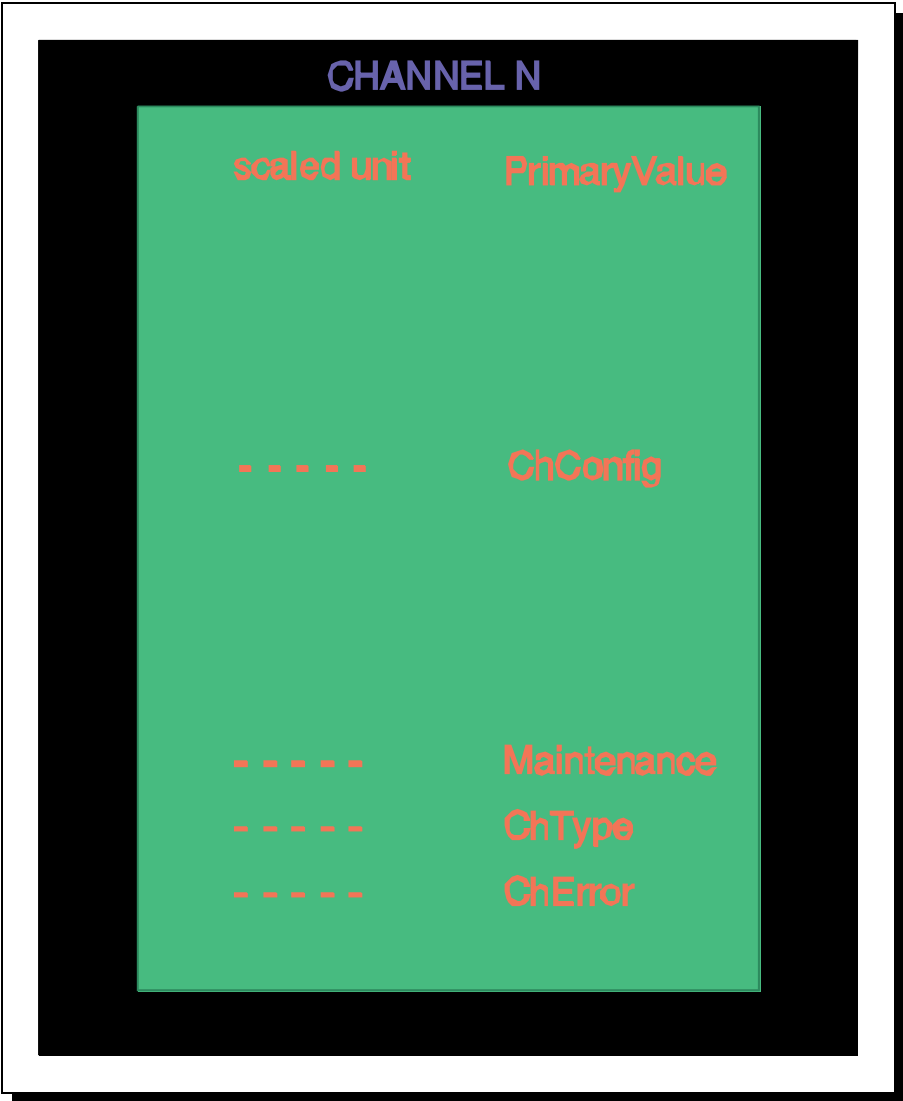 CHANNEL N
scaled unit PrimaryValue
- - - - - ChConfig
- - - - - Maintenance
- - - - - ChType
- - - - - ChError